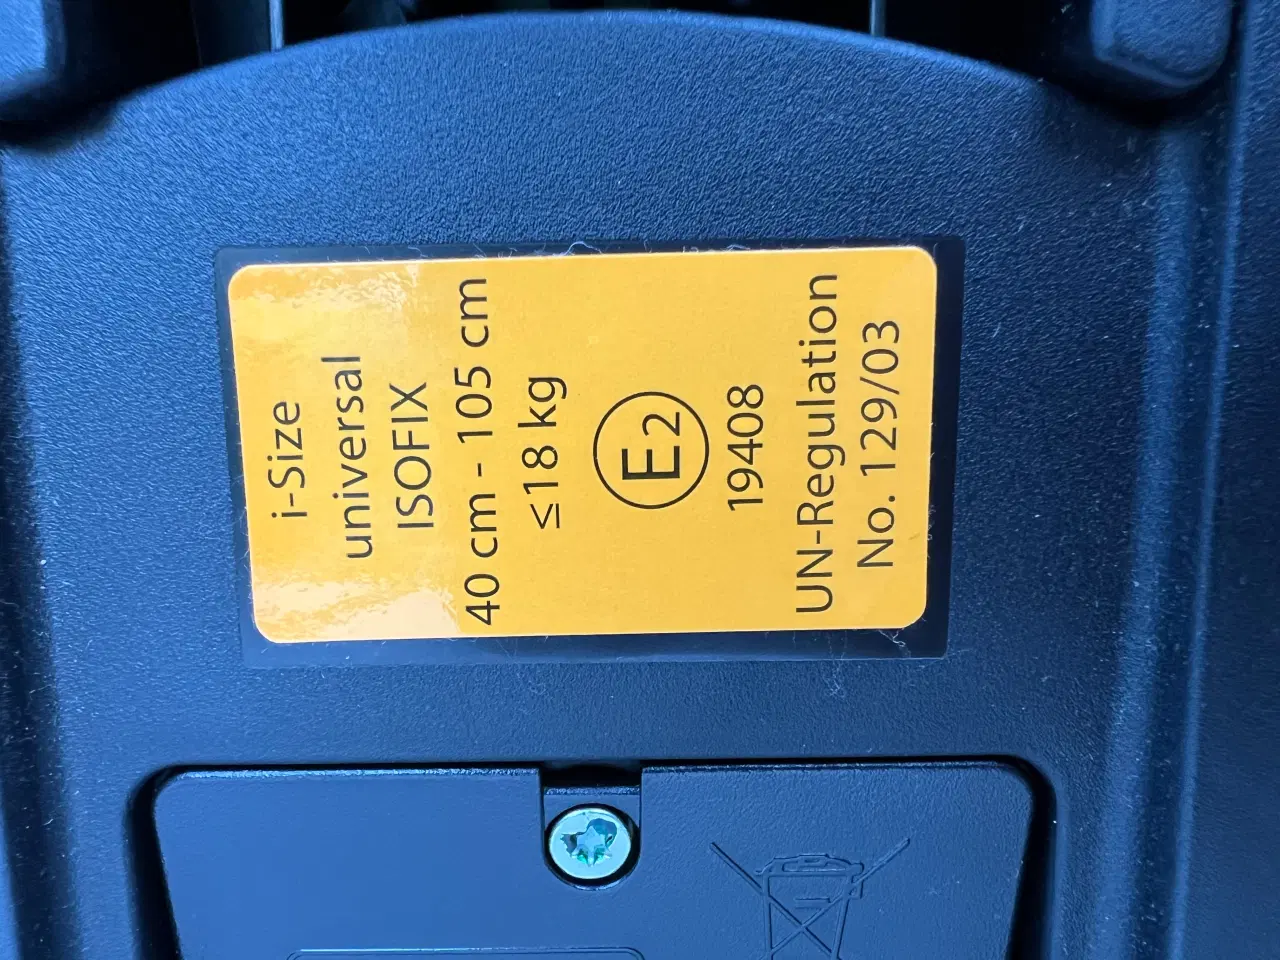 i-Size
universal
ISOFIX
40 cm - 105 cm
≤18 kg
E2
19408
UN-Regulation
No. 129/03